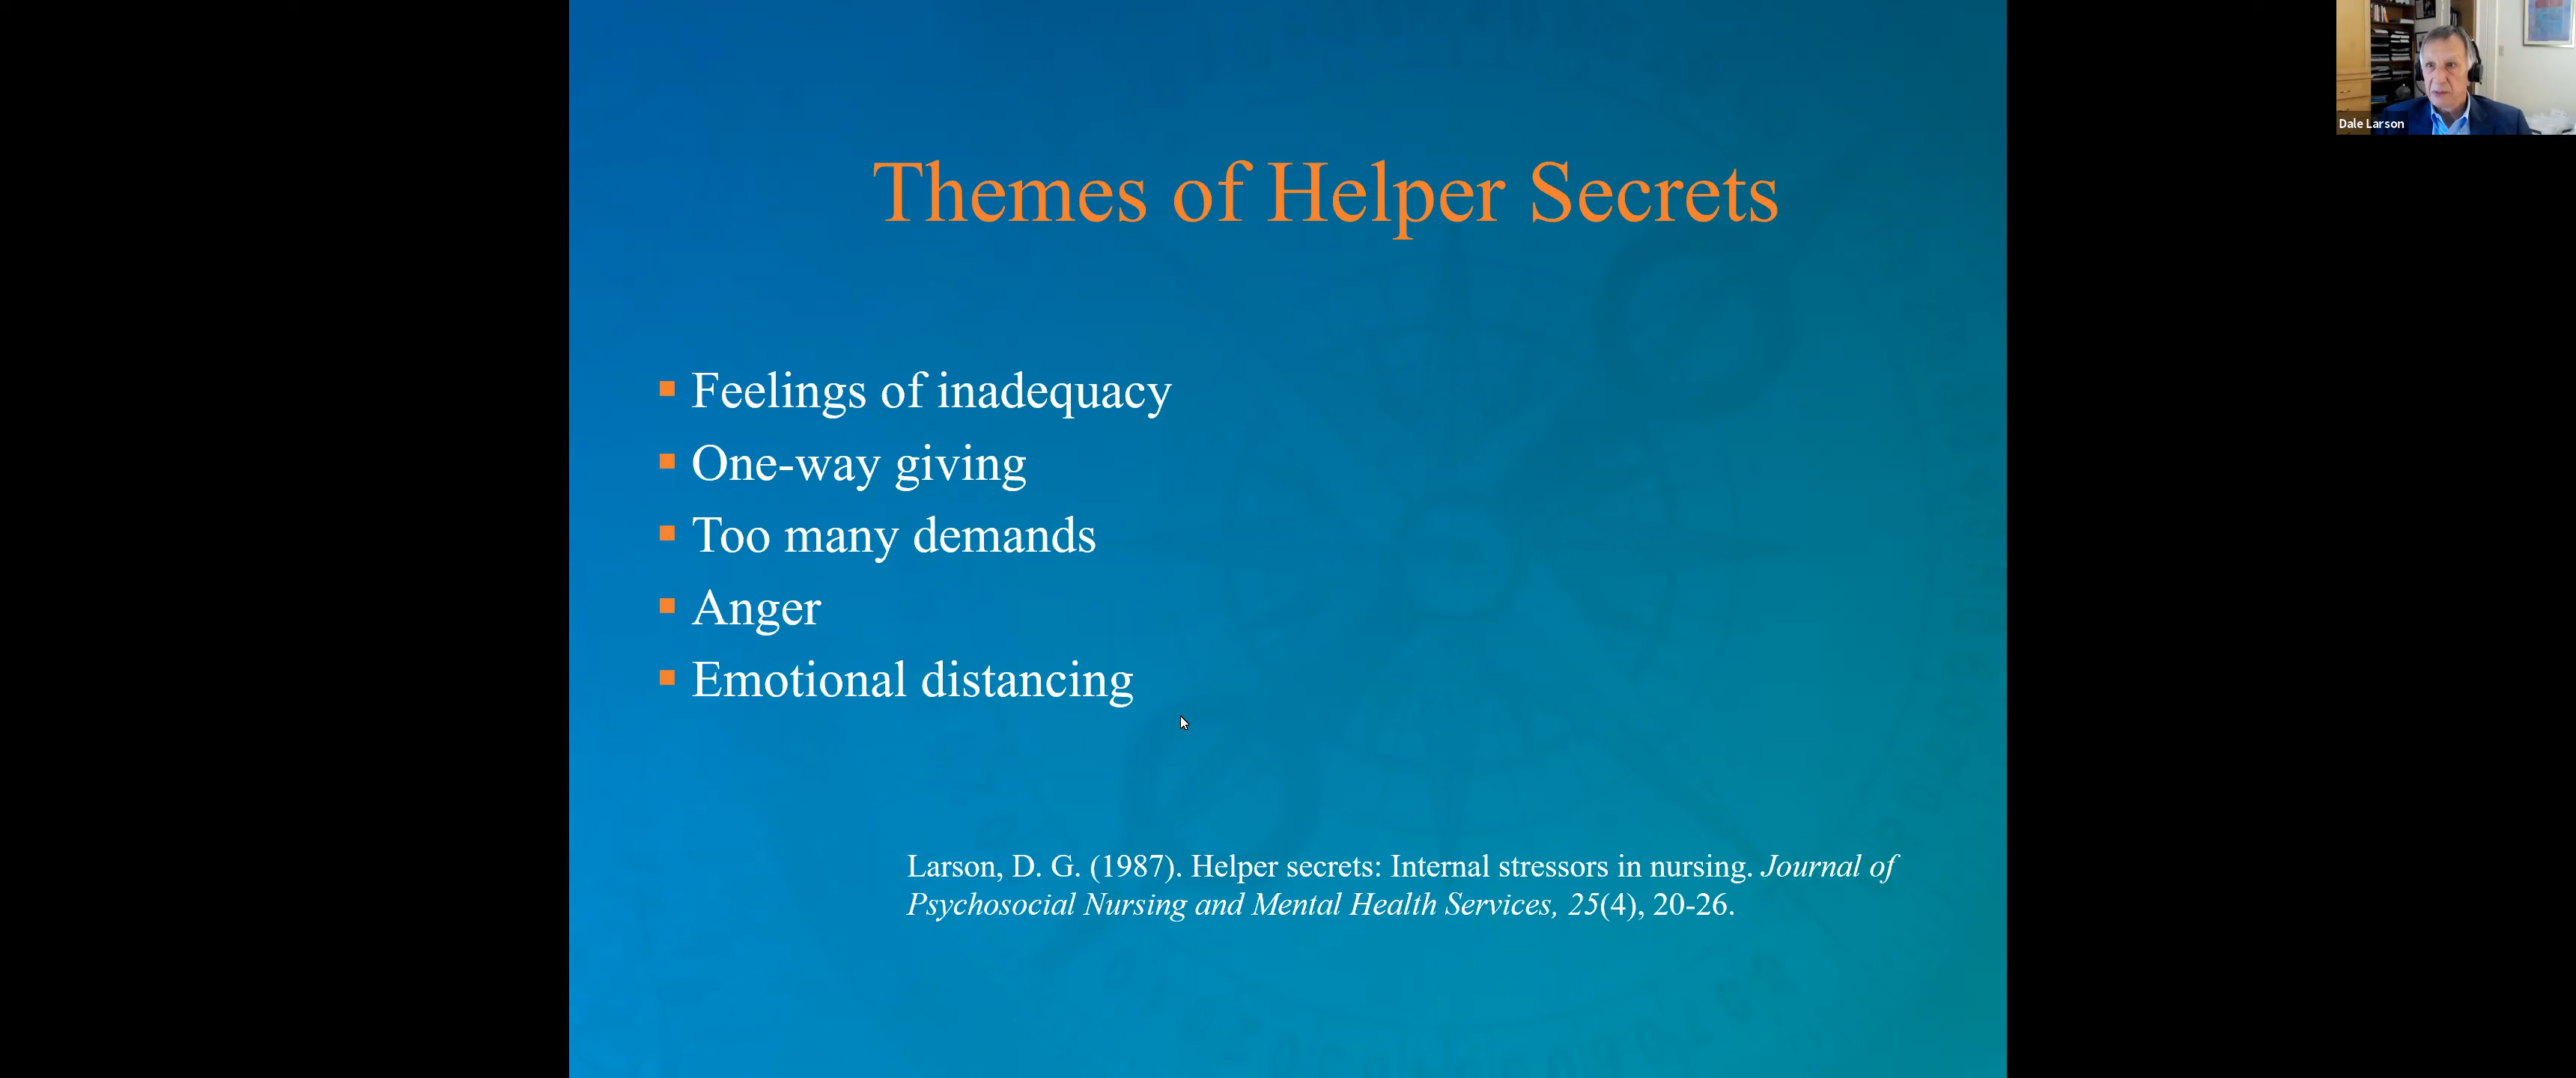 Themes of Helper Secrets
Feelings of inadequacy
One-way giving
Too many demands
Anger
Emotional distancing
Larson, D. G. (1987). Helper secrets: Internal stressors in nursing. Journal of
Psychosocial Nursing and Mental Health Services, 25(4), 20-26.
Dale Larson